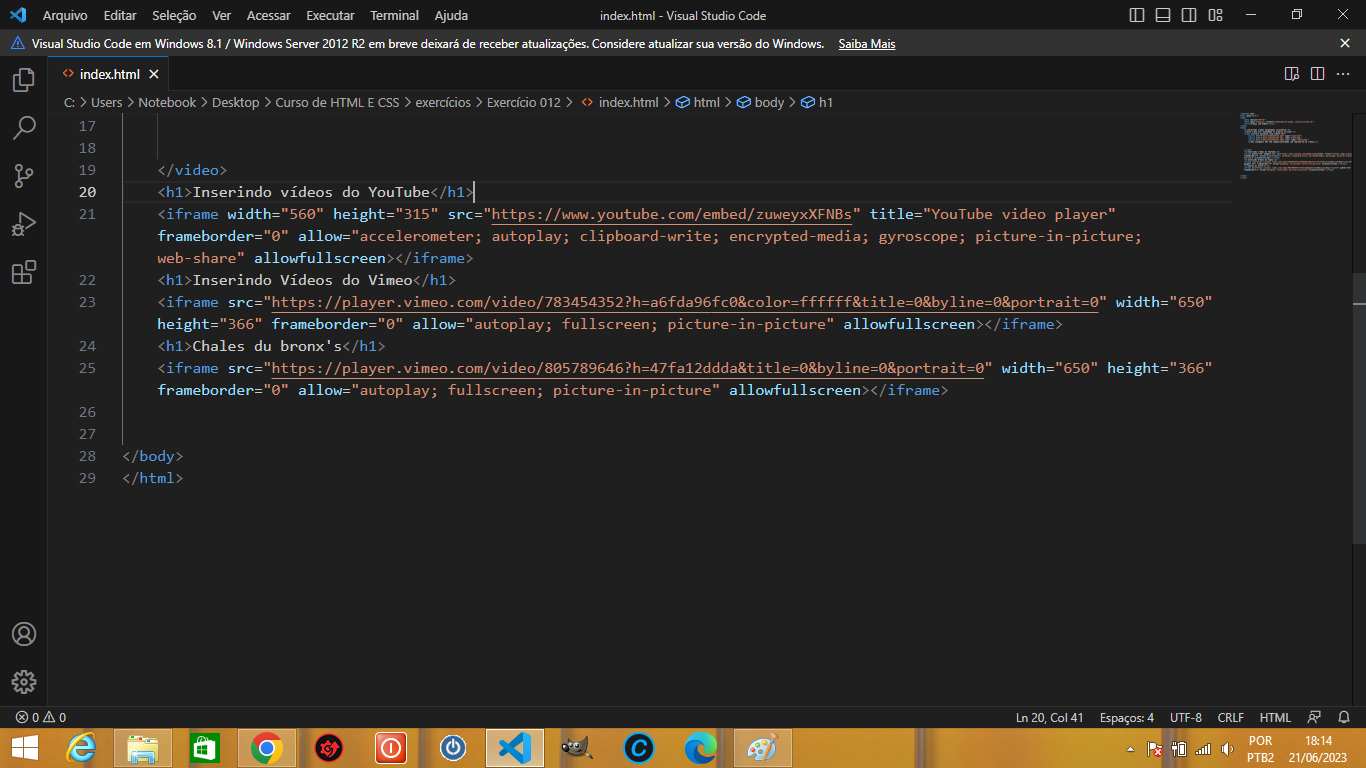 Arquivo Editar Seleção Ver Acessar Executar Terminal Ajuda index.html - Visual Studio Code
Visual Studio Code em Windows 8.1 / Windows Server 2012 R2 em breve deixará de receber atualizações. Considere atualizar sua versão do Windows. Saiba Mais
index.html
C: > Users > Notebook > Desktop > Curso de HTML E CSS > exercícios > Exercício 012 > index.html > html > body > h1
17
18
19 </video>
20 <h1>Inserindo vídeos do YouTube</h1>
21 <iframe width="560" height="315" src="https://www.youtube.com/embed/zuweyxXFNBs" title="YouTube video player"
frameborder="0" allow="accelerometer; autoplay; clipboard-write; encrypted-media; gyroscope; picture-in-picture;
web-share" allowfullscreen></iframe>
22 <h1>Inserindo Vídeos do Vimeo</h1>
23 <iframe src="https://player.vimeo.com/video/783454352?h=a6fda96fc0&color=ffffff&title=0&byline=0&portrait=0" width="650"
height="366" frameborder="0" allow="autoplay; fullscreen; picture-in-picture" allowfullscreen></iframe>
24 <h1>Chales du bronx's</h1>
25 <iframe src="https://player.vimeo.com/video/805789646?h=47fa12ddda&title=0&byline=0&portrait=0" width="650" height="366"
frameborder="0" allow="autoplay; fullscreen; picture-in-picture" allowfullscreen></iframe>
26
27
28 </body>
29 </html>
0 0 Ln 20, Col 41 Espaços: 4 UTF-8 CRLF HTML
POR 18:14
PTB2 21/06/2023